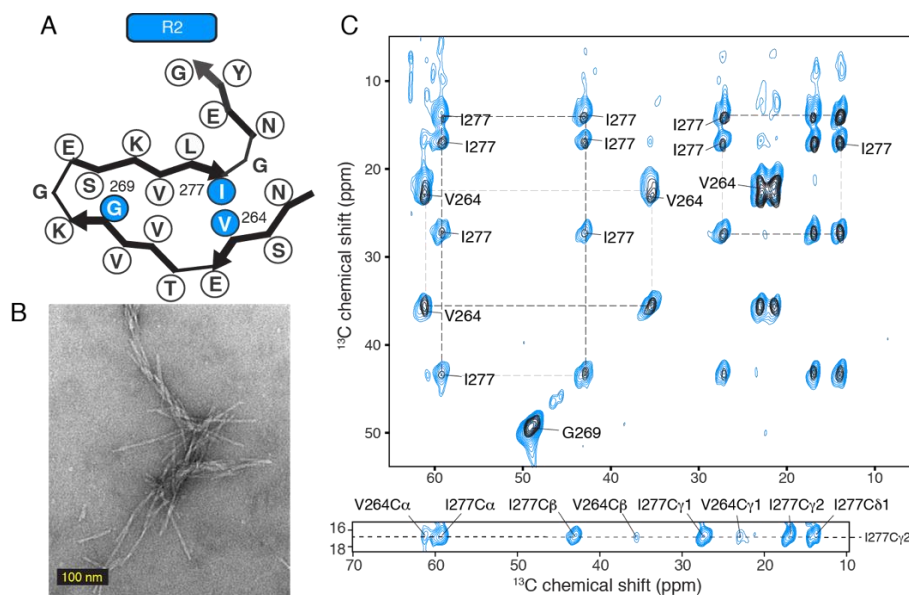 A
R2
G Y
E N
E K L G
G S 269 V 277 I N
G V 264
K V S
V T E
B
100 nm
C
10
20
30
40
50
¹³C chemical shift (ppm)
I277 I277 I277
I277 I277 I277 I277
V264 V264 V264
I277 I277
V264
I277
G269
60 50 40 30 20 10
V264Cα I277Cα I277Cβ V264Cβ I277Cγ1 V264Cγ1 I277Cγ2 I277Cδ1
16
18
I277Cγ2
70 60 50 40 30 20 10
¹³C chemical shift (ppm)